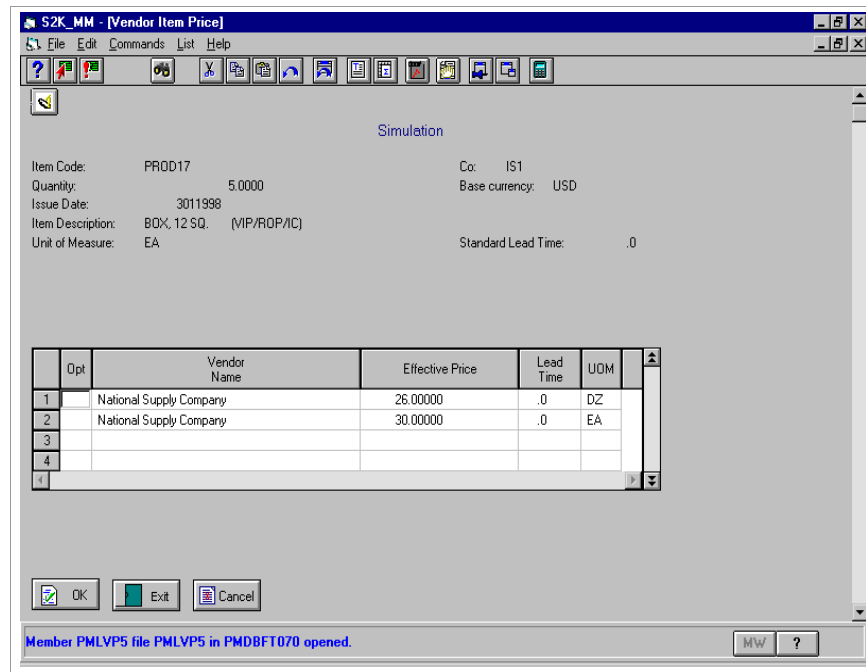 S2K_MM - [Vendor Item Price]
File Edit Commands List Help
Simulation
Item Code: PROD17 Co: IS1
Quantity: 5.0000 Base currency: USD
Issue Date: 3011998
Item Description: BOX, 12 SQ. (VIP/ROP/IC)
Unit of Measure: EA Standard Lead Time: .0
Opt Vendor Name Effective Price Lead Time UOM
1 National Supply Company 26.00000 .0 DZ
2 National Supply Company 30.00000 .0 EA
3
4
OK Exit Cancel
Member PMLVP5 file PMLVP5 in PMDBFT070 opened. MW ?